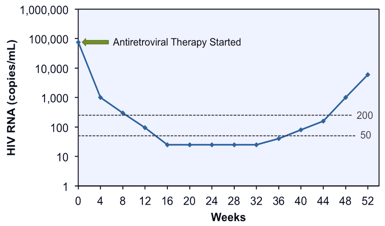 1,000,000
100,000
Antiretroviral Therapy Started
10,000
1,000
200
100
50
10
1
0 4 8 12 16 20 24 28 32 36 40 44 48 52
Weeks
HIV RNA (copies/mL)